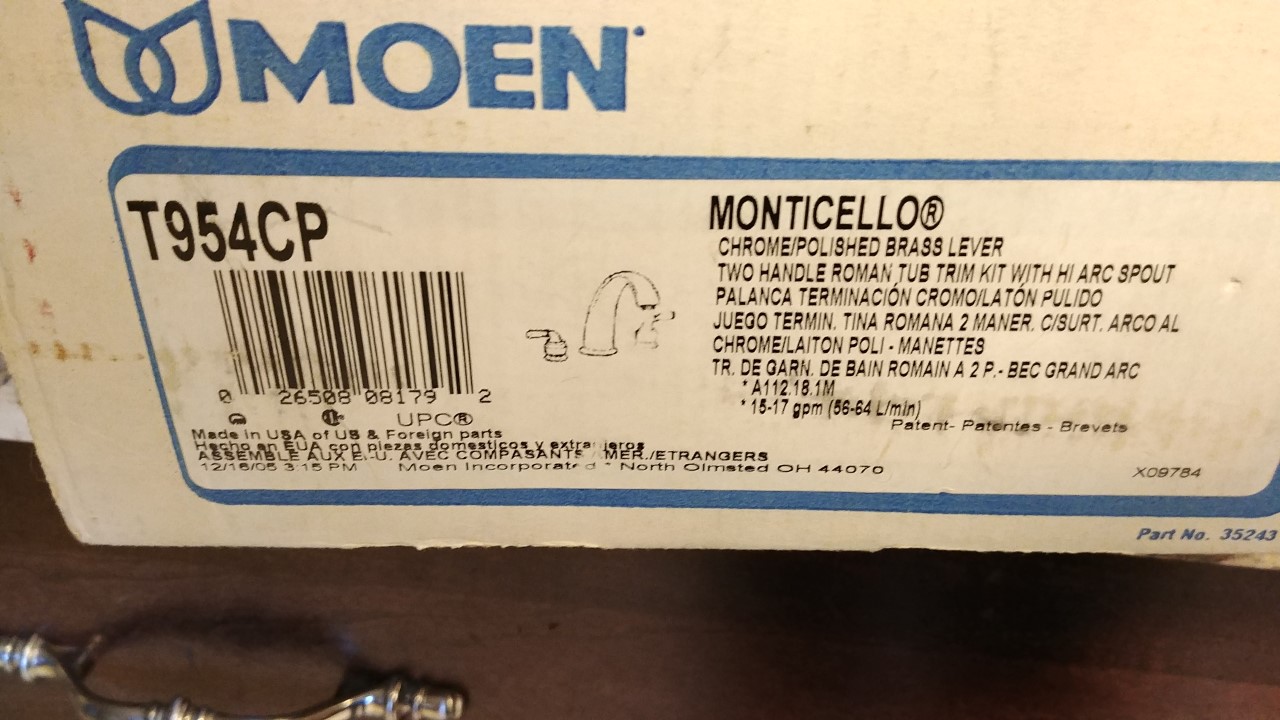 MOEN
T954CP
0 26508 08179 2
UPC®
Made in USA of US & Foreign parts
Hecho en EUA con piezas domesticos y extranjeros
ASSEMBLE AUX E.-U. AVEC COMPASANTS MER./ETRANGERS
12/16/05 3:15 PM Moen Incorporated * North Olmsted OH 44070
MONTICELLO®
CHROME/POLISHED BRASS LEVER
TWO HANDLE ROMAN TUB TRIM KIT WITH HI ARC SPOUT
PALANCA TERMINACIÓN CROMO/LATÓN PULIDO
JUEGO TERMIN. TINA ROMANA 2 MANER. C/SURT. ARCO AL
CHROME/LAITON POLI - MANETTES
TR. DE GARN. DE BAIN ROMAIN A 2 P.- BEC GRAND ARC
* A112.18.1M
* 15-17 gpm (56-64 L/min)
Patent- Patentes - Brevets
X09784
Part No. 35243